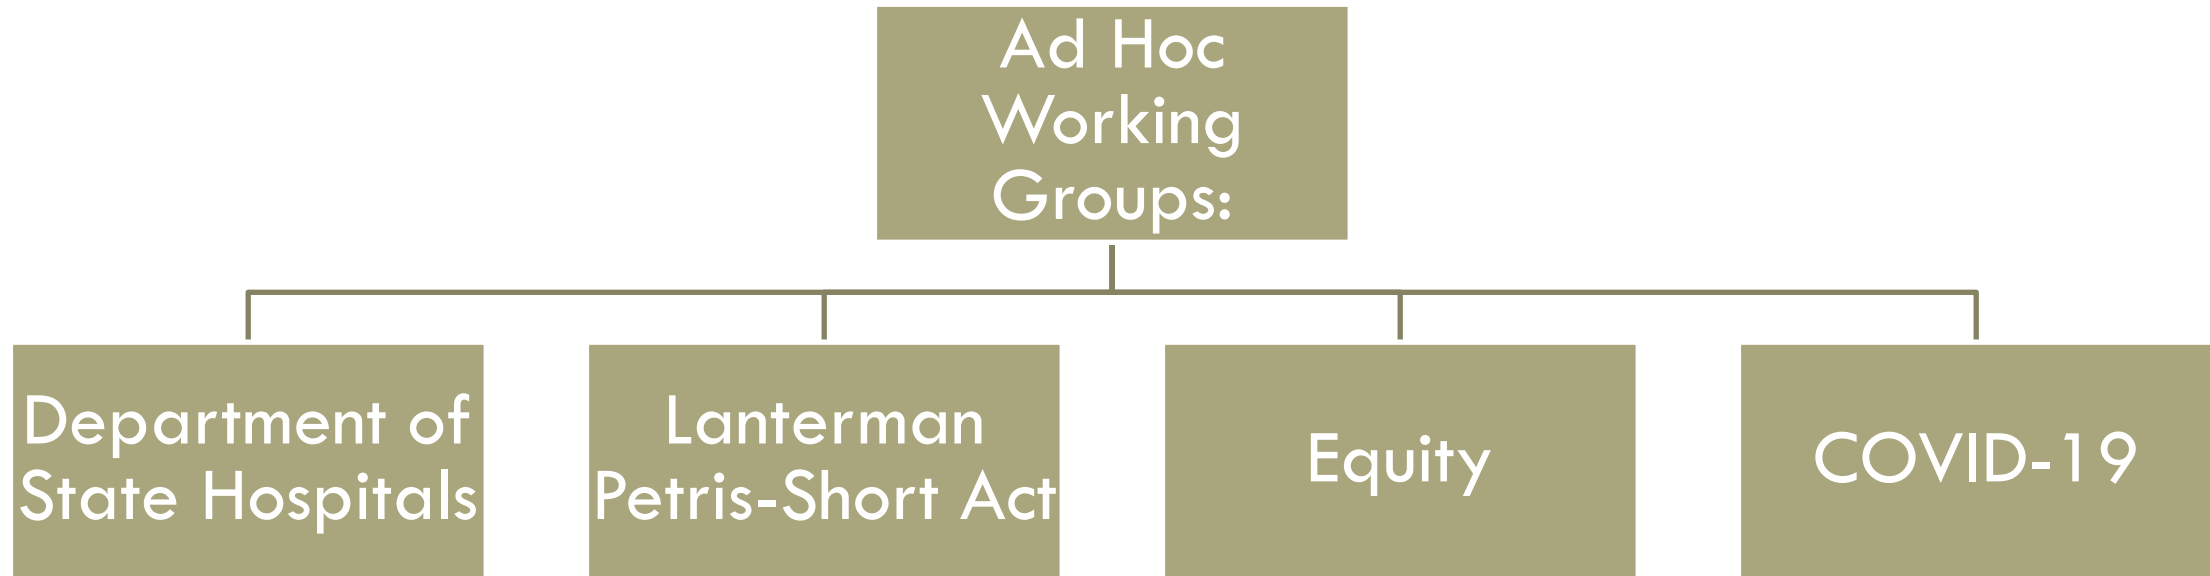 Ad Hoc
Working
Groups:
Department of
State Hospitals
Lanterman
Petris-Short Act
Equity
COVID-19